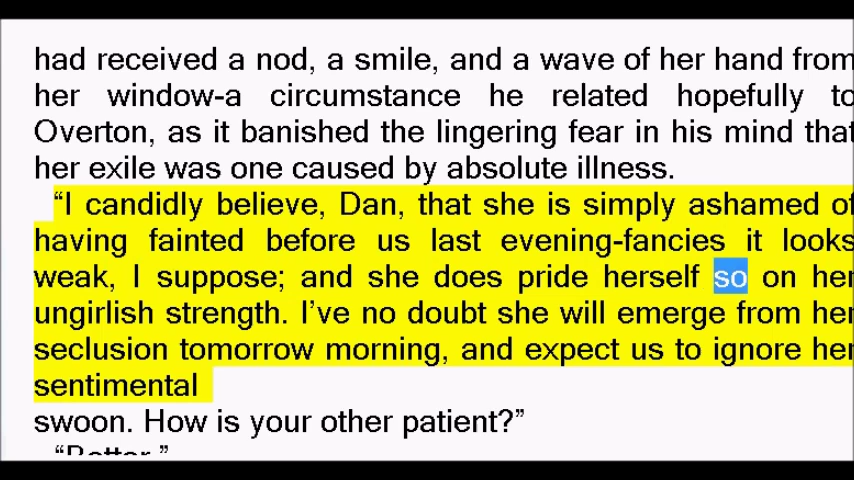 had received a nod, a smile, and a wave of her hand from
her window-a circumstance he related hopefully to
Overton, as it banished the lingering fear in his mind that
her exile was one caused by absolute illness.
“I candidly believe, Dan, that she is simply ashamed of
having fainted before us last evening-fancies it looks
weak, I suppose; and she does pride herself so on her
ungirlish strength. I’ve no doubt she will emerge from her
seclusion tomorrow morning, and expect us to ignore her
sentimental
swoon. How is your other patient?”
“Better.”